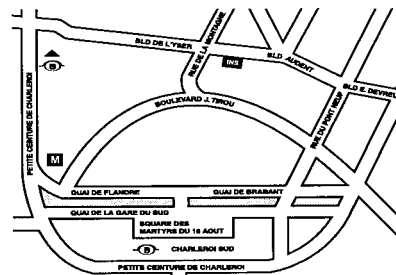 BLD DE L'YSER
RUE DE LA MONTAGNE
INS
BLD AUDENT
BLD E. DEVREU
B
PETITE CEINTURE DE CHARLEROI
BOULEVARD J. TIROU
RUE DU PONT NEUF
M
QUAI DE FLANDRE
QUAI DE BRABANT
QUAI DE LA GARE DU SUD
SQUARE DES
MARTYRS DU 18 AOUT
B
CHARLEROI SUD
PETITE CEINTURE DE CHARLEROI